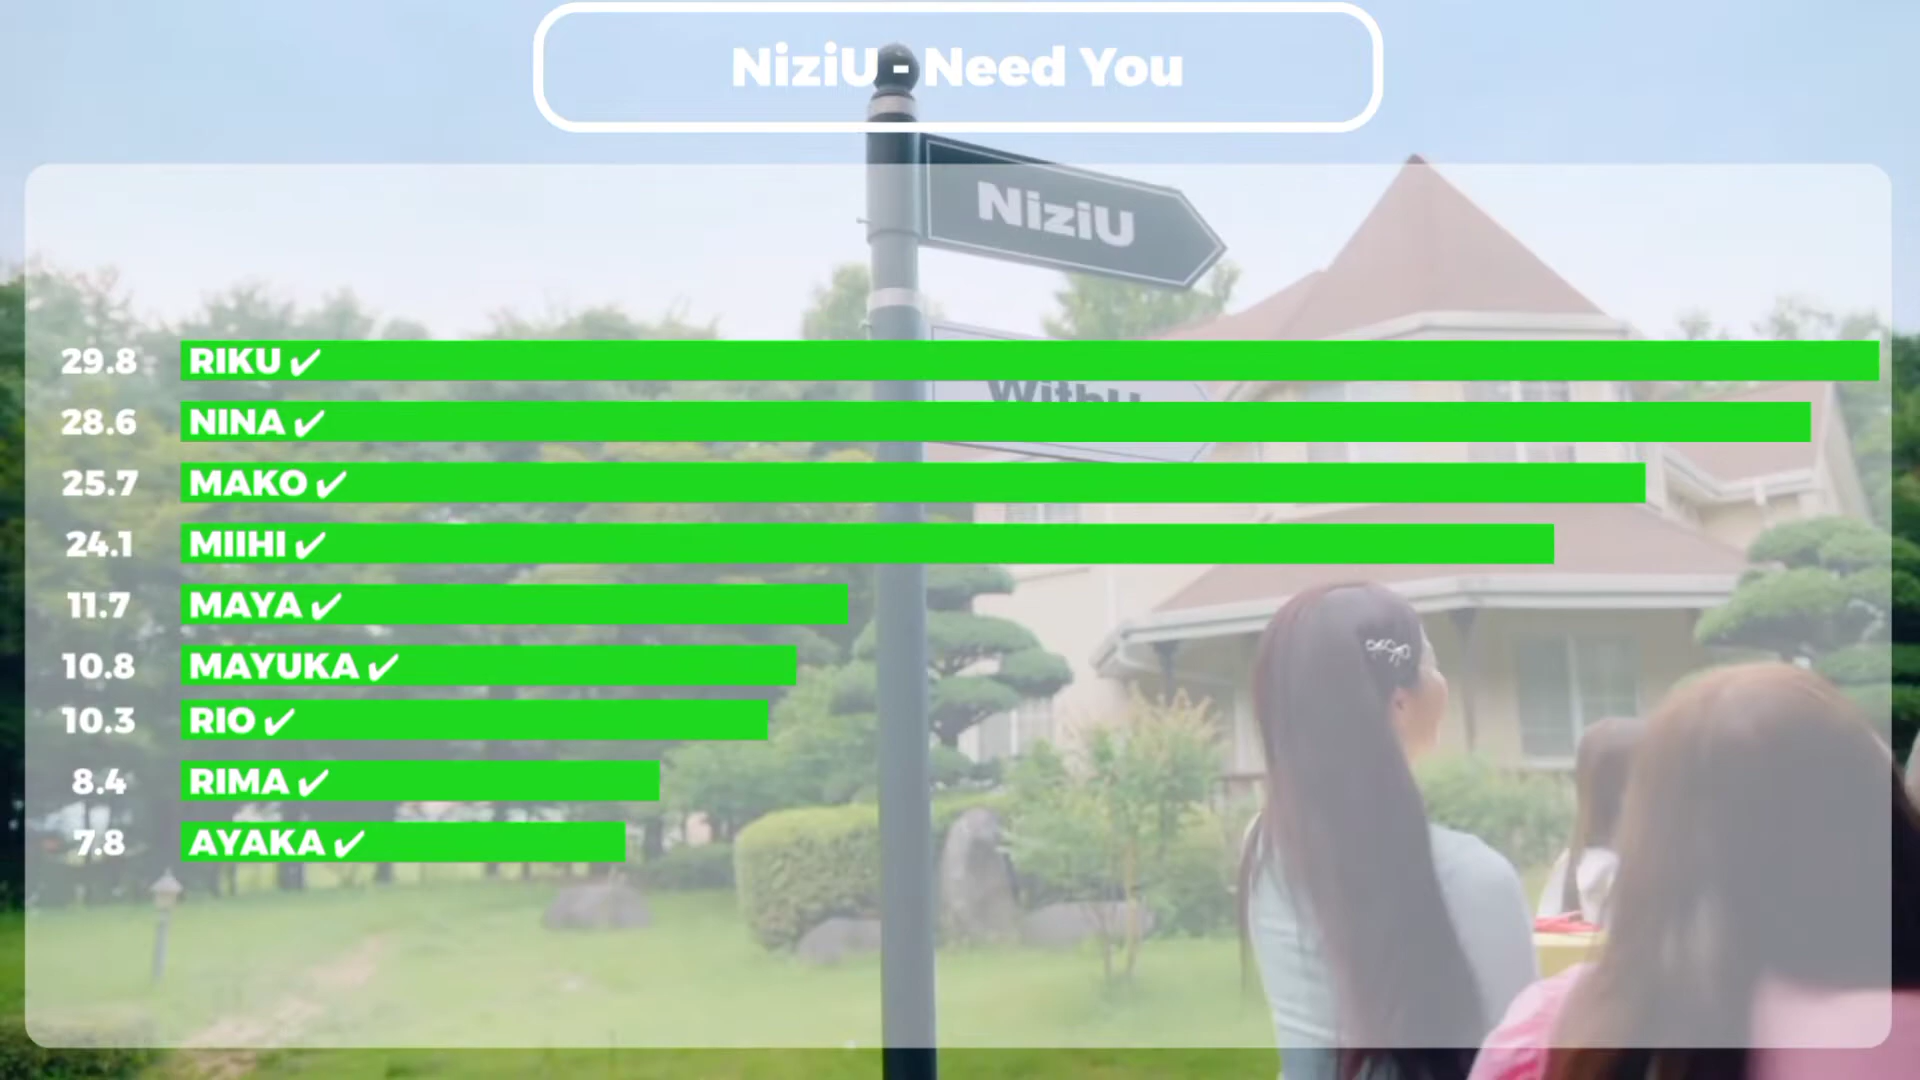 NiziU - Need You
NiziU
WithU
29.8 RIKU ✓
28.6 NINA ✓
25.7 MAKO ✓
24.1 MIIHI ✓
11.7 MAYA ✓
10.8 MAYUKA ✓
10.3 RIO ✓
8.4 RIMA ✓
7.8 AYAKA ✓